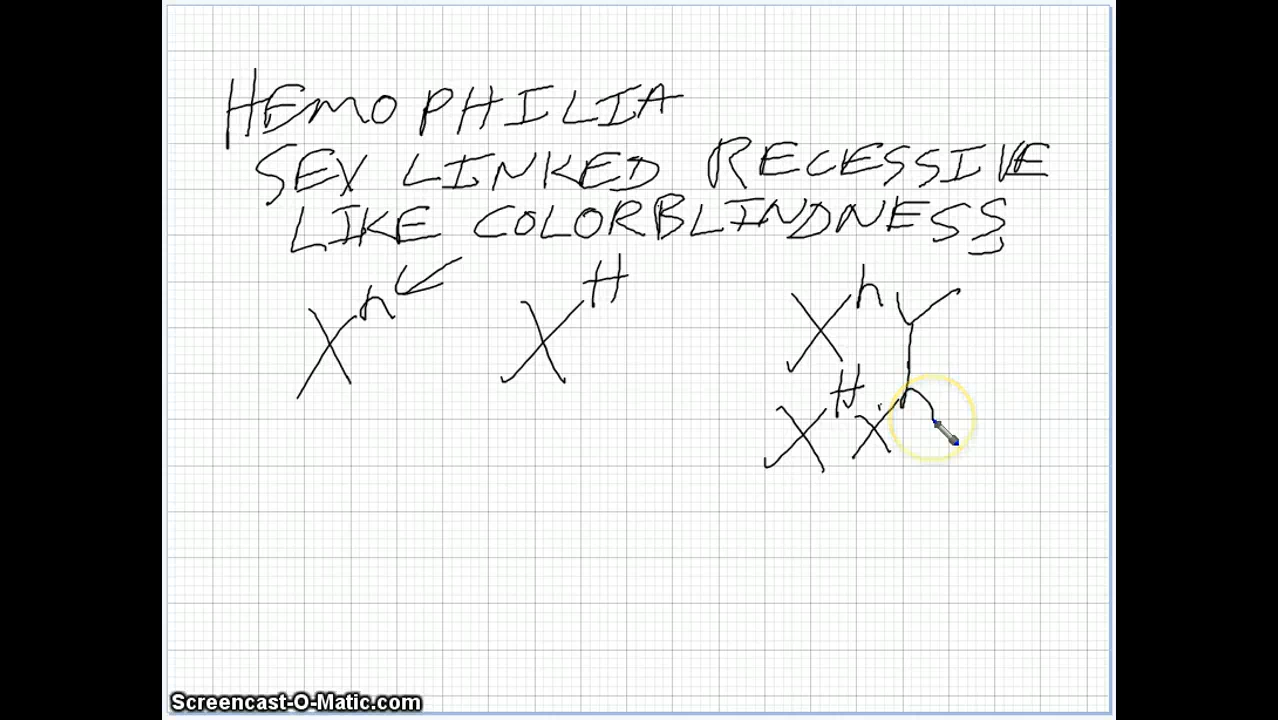 HEMOPHILIA
SEX LINKED RECESSIVE
LIKE COLORBLINDNESS
X^h X^H X^h Y
X^H X^h
Screencast-O-Matic.com